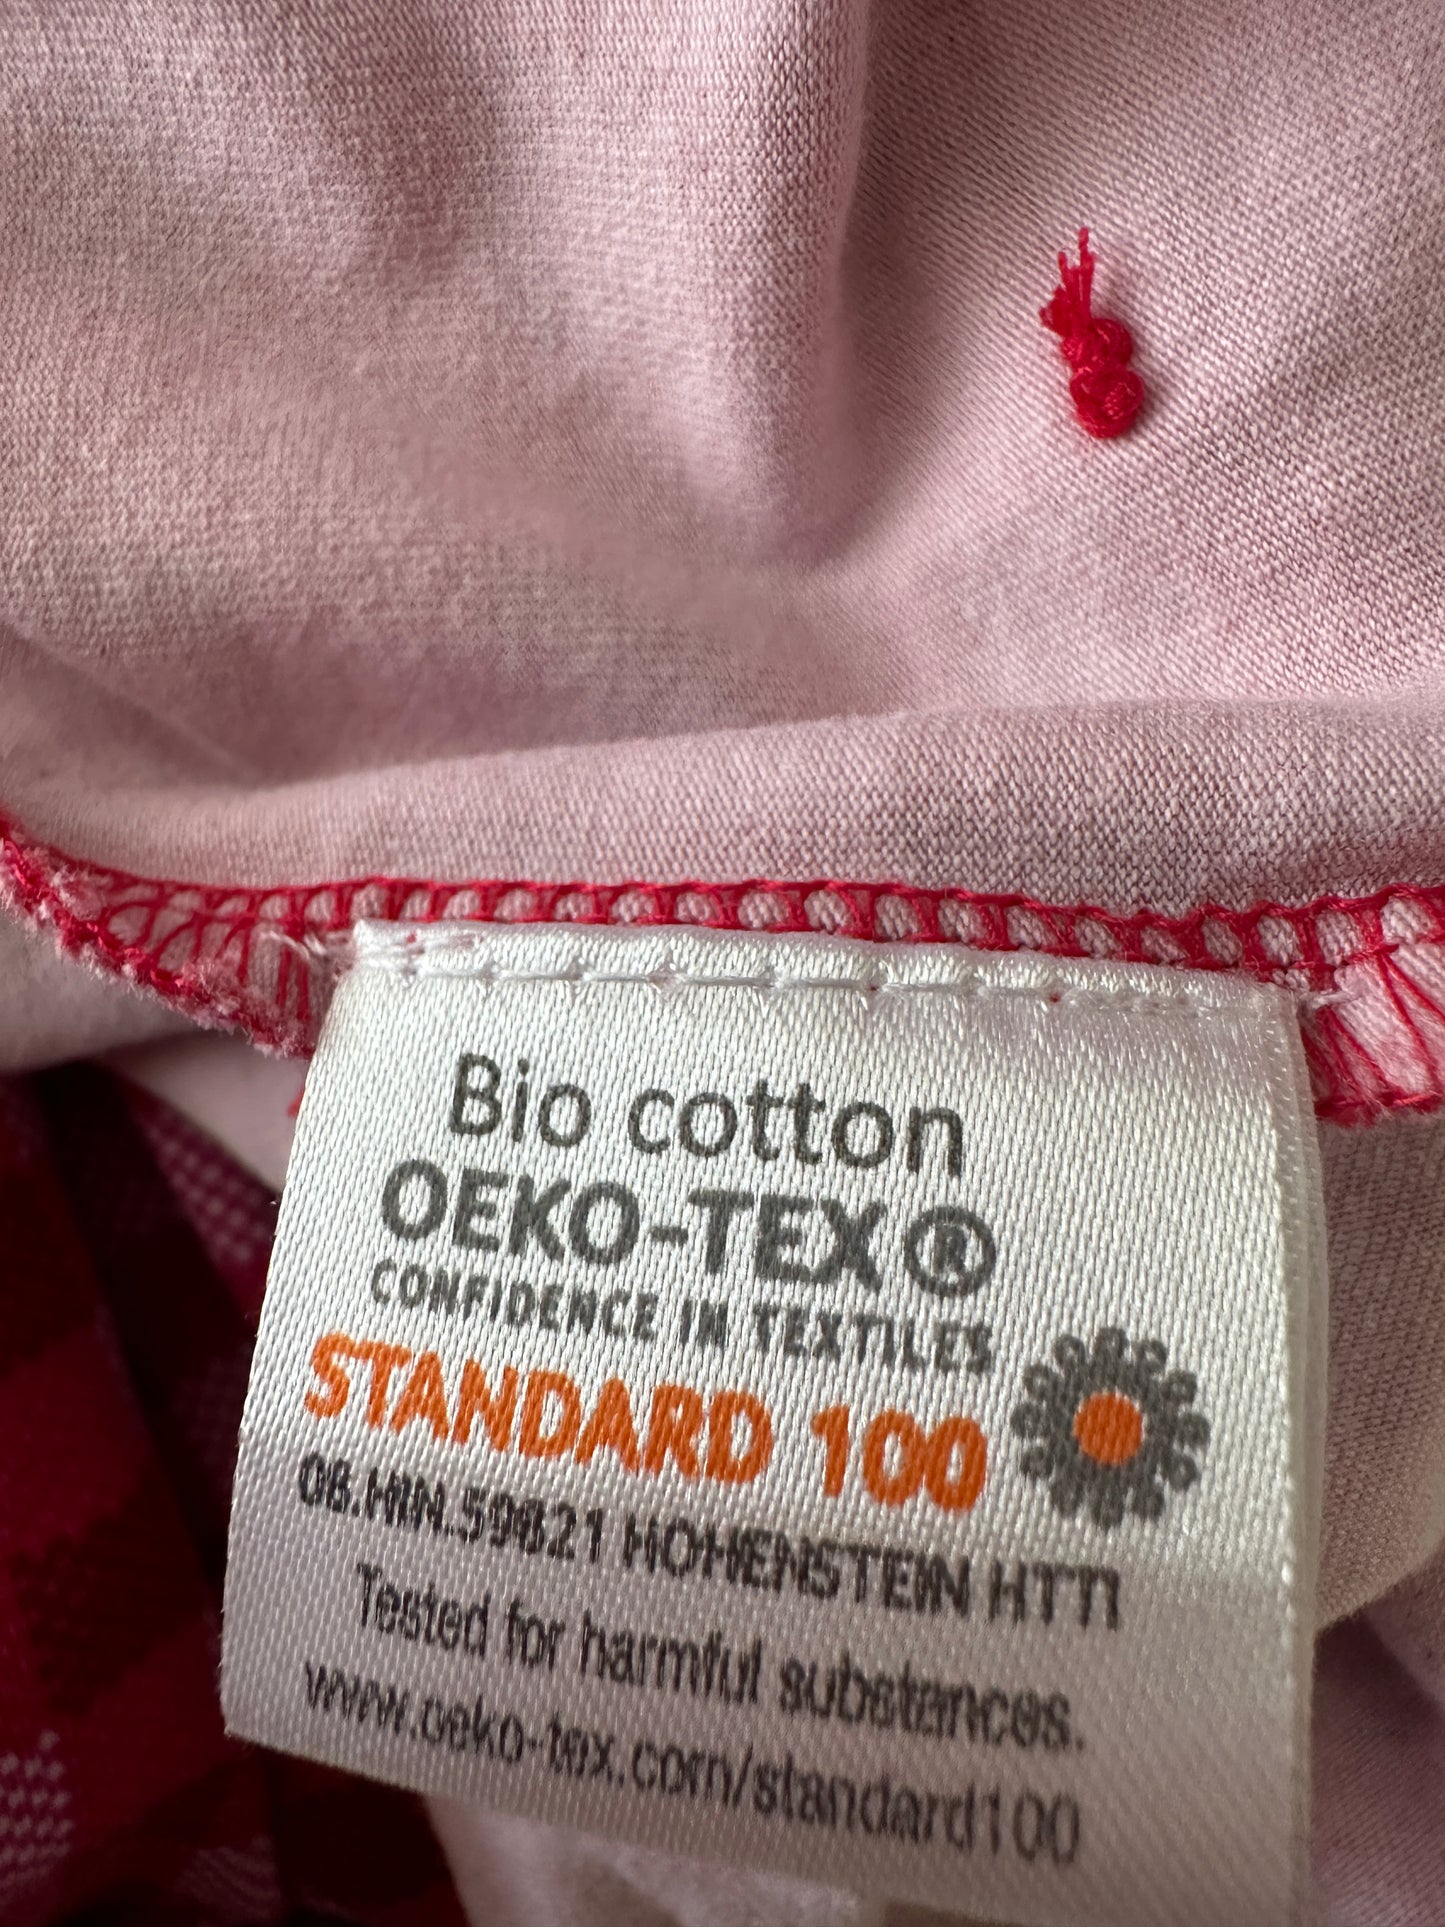 Bio cotton
OEKO-TEX®
CONFIDENCE IN TEXTILES
STANDARD 100
08.HIN.59821 HOHENSTEIN HTTI
Tested for harmful substances.
www.oeko-tex.com/standard100